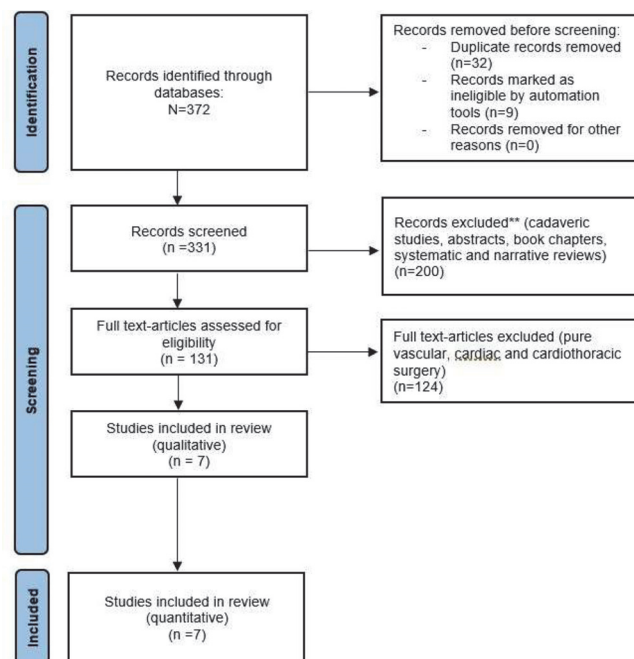 Identification
Records identified through
databases:
N=372
Records removed before screening:
- Duplicate records removed
(n=32)
- Records marked as
ineligible by automation
tools (n=9)
- Records removed for other
reasons (n=0)
Screening
Records screened
(n =331)
Records excluded** (cadaveric
studies, abstracts, book chapters,
systematic and narrative reviews)
(n=200)
Full text-articles assessed for
eligibility
(n = 131)
Full text-articles excluded (pure
vascular, cardiac and cardiothoracic
surgery)
(n=124)
Studies included in review
(qualitative)
(n = 7)
Included
Studies included in review
(quantitative)
(n =7)